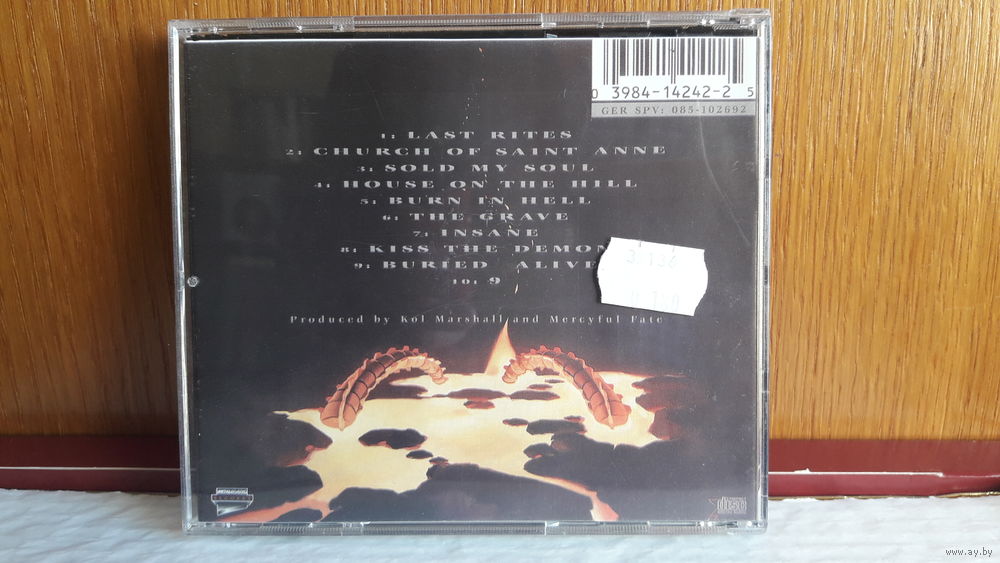 0 3984-14242-2 5
GER SPV: 085-102692
1: LAST RITES
2: CHURCH OF SAINT ANNE
3: SOLD MY SOUL
4: HOUSE ON THE HILL
5: BURN IN HELL
6: THE GRAVE
7: INSANE
8: KISS THE DEMON
9: BURIED ALIVE
10: 9
Produced by Kol Marshall and Mercyful Fate
disc
www.ay.by